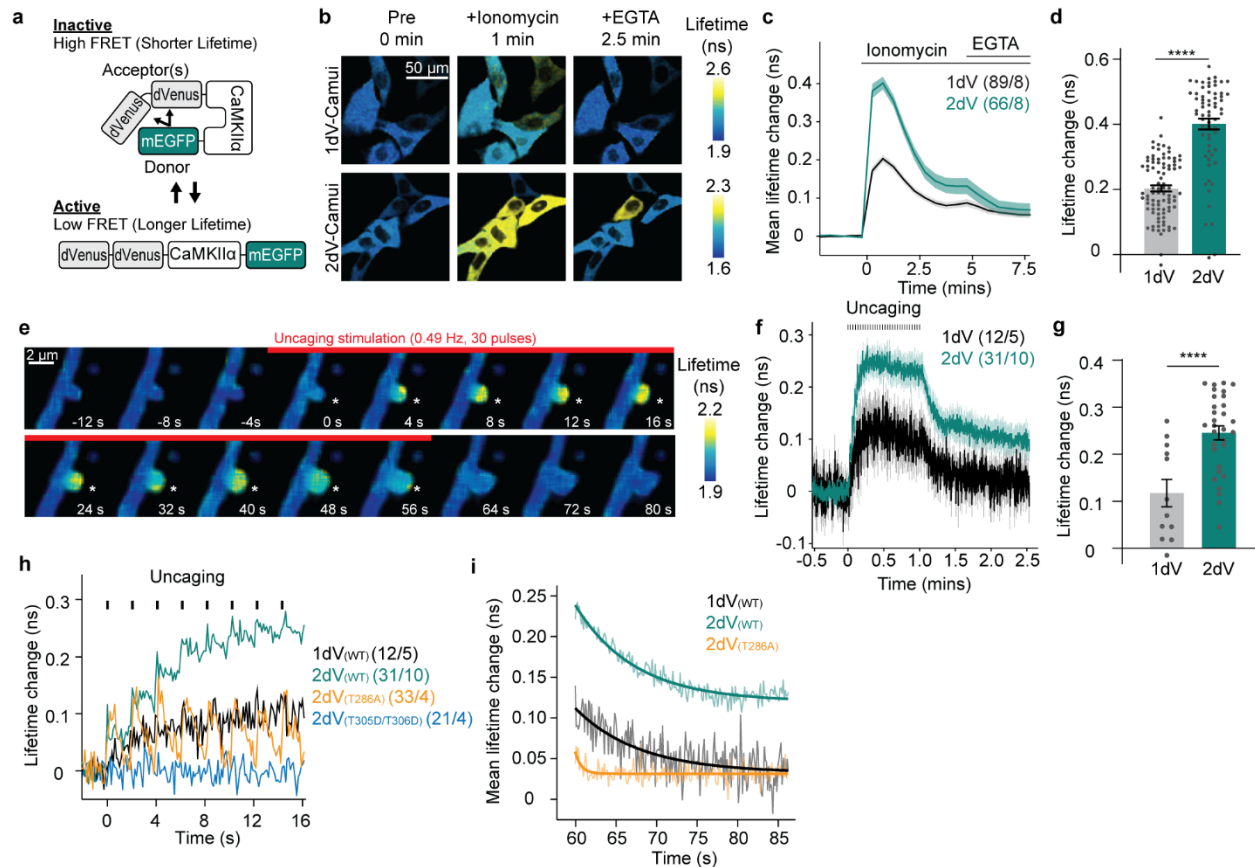 a
Inactive
High FRET (Shorter Lifetime)
Acceptor(s)
dVenus
dVenus
CaMKIIα
mEGFP
Donor
Active
Low FRET (Longer Lifetime)
dVenus dVenus CaMKIIα mEGFP
b
Pre +Ionomycin +EGTA
0 min 1 min 2.5 min
Lifetime
(ns)
50 μm
1dV-Camui
2.6
1.9
2dV-Camui
2.3
1.6
c
Mean lifetime change (ns)
0.4
0.3
0.2
0.1
0
Ionomycin
EGTA
1dV (89/8)
2dV (66/8)
0 2.5 5 7.5
Time (mins)
d
Lifetime change (ns)
0.6
0.4
0.2
0
****
1dV 2dV
e
Uncaging stimulation (0.49 Hz, 30 pulses)
2 μm
-12 s -8 s -4s 0 s * 4 s * 8 s * 12 s * 16 s *
24 s * 32 s * 40 s * 48 s * 56 s * 64 s 72 s 80 s
Lifetime
(ns)
2.2
1.9
f
Uncaging
Lifetime change (ns)
0.3
0.2
0.1
0
-0.1
1dV (12/5)
2dV (31/10)
-0.5 0 0.5 1.0 1.5 2.0 2.5
Time (mins)
g
Lifetime change (ns)
0.4
0.3
0.2
0.1
0
****
1dV 2dV
h
Uncaging
Lifetime change (ns)
0.3
0.2
0.1
0
1dV(WT) (12/5)
2dV(WT) (31/10)
2dV(T286A) (33/4)
2dV(T305D/T306D) (21/4)
0 4 8 12 16
Time (s)
i
Mean lifetime change (ns)
0.25
0.20
0.15
0.10
0.05
0
1dV(WT)
2dV(WT)
2dV(T286A)
60 65 70 75 80 85
Time (s)